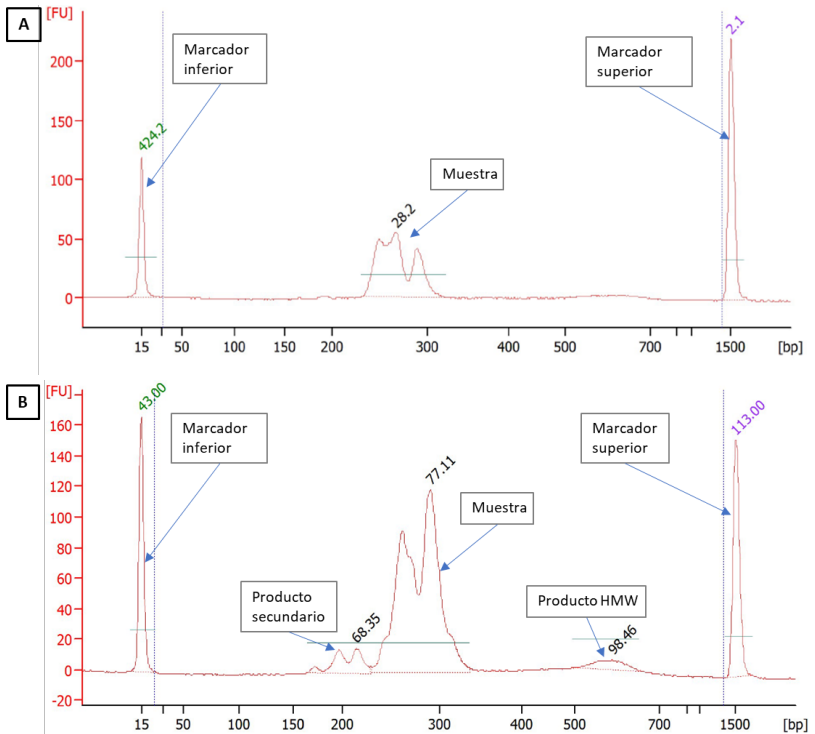 A
[FU]
200
150
100
50
0
Marcador
inferior
424.2
Muestra
28.2
Marcador
superior
2.1
15 50 100 150 200 300 400 500 700 1500 [bp]
B
[FU]
160
140
120
100
80
60
40
20
0
-20
43.00
Marcador
inferior
Producto
secundario
68.35
77.11
Muestra
Producto HMW
98.46
Marcador
superior
113.00
15 50 100 150 200 300 400 500 700 1500 [bp]